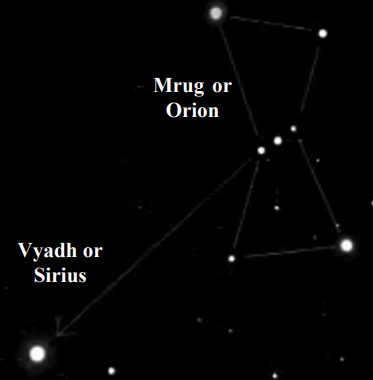 Mrug or
Orion
Vyadh or
Sirius